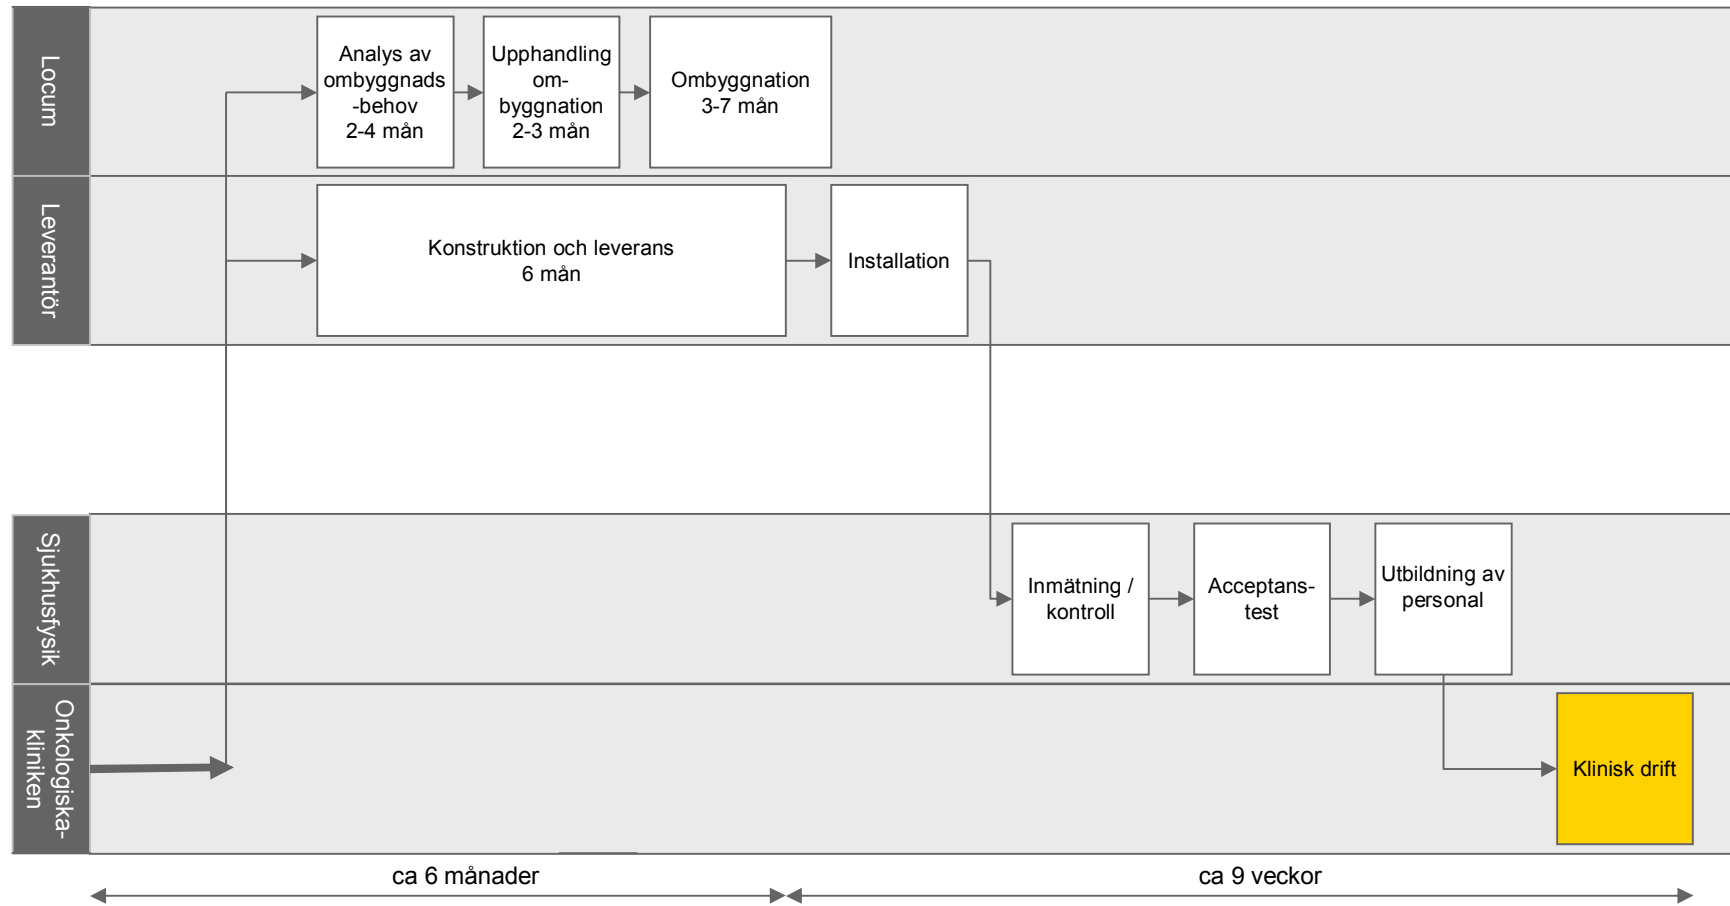 Locum
Analys av
ombyggnads
-behov
2-4 mån
Upphandling
om-
byggnation
2-3 mån
Ombyggnation
3-7 mån
Leverantör
Konstruktion och leverans
6 mån
Installation
Sjukhusfysik
Inmätning /
kontroll
Acceptans-
test
Utbildning av
personal
Onkologiska-
kliniken
Klinisk drift
ca 6 månader
ca 9 veckor